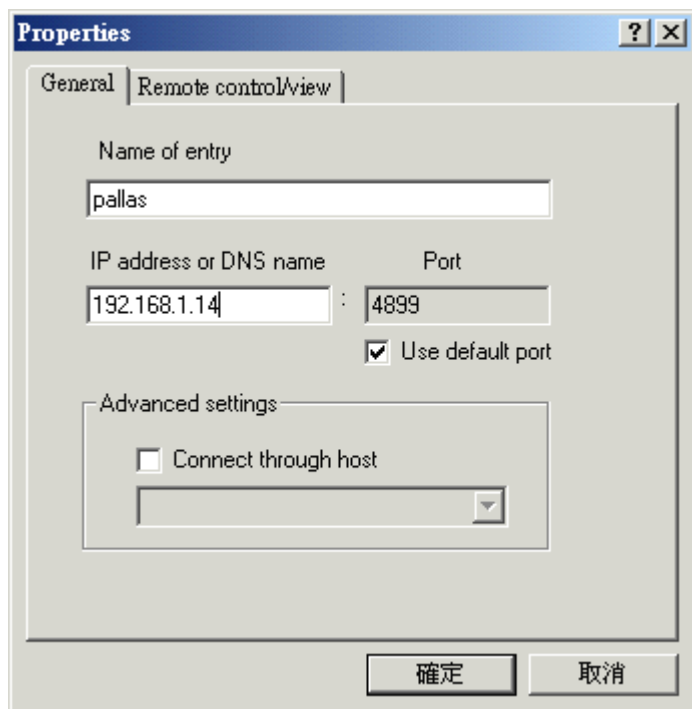 Properties
General Remote control/view
Name of entry
pallas
IP address or DNS name Port
192.168.1.14 : 4899
Use default port
Advanced settings
Connect through host
確定 取消